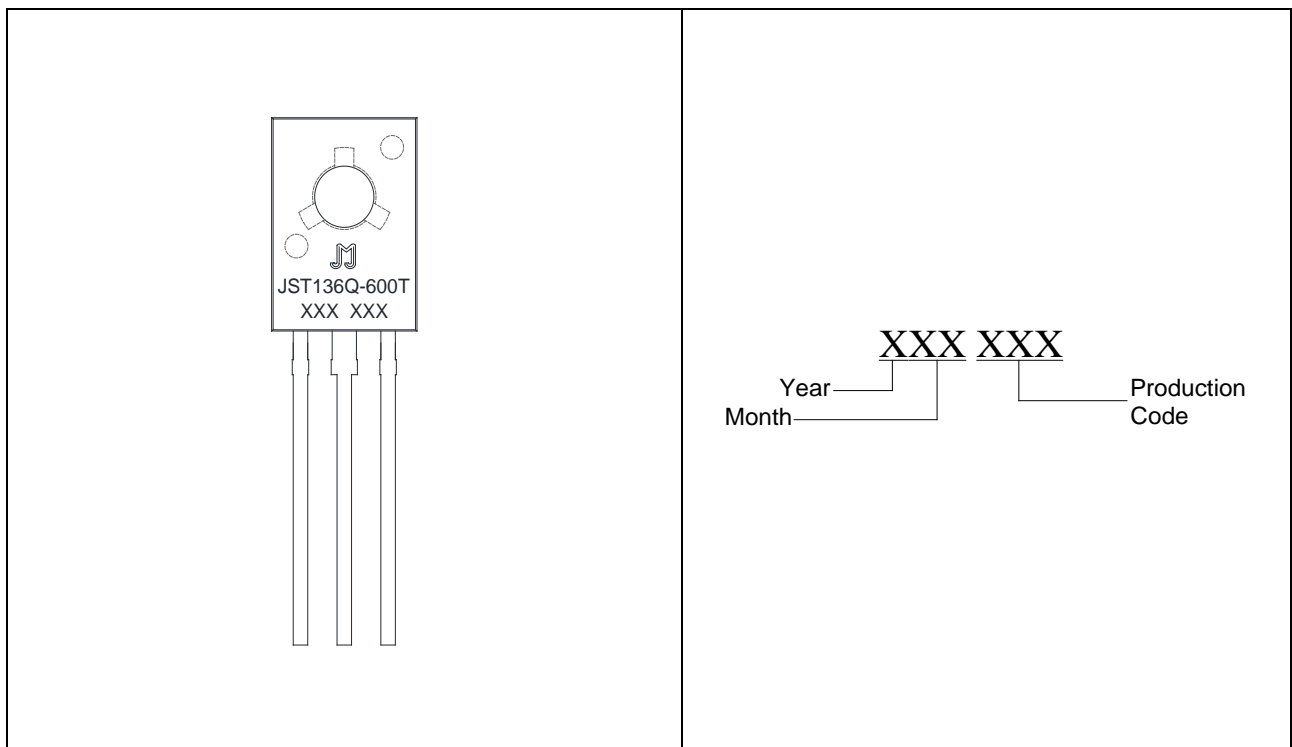 JST136Q-600T
XXX XXX
XXX XXX
Year
Month
Production
Code